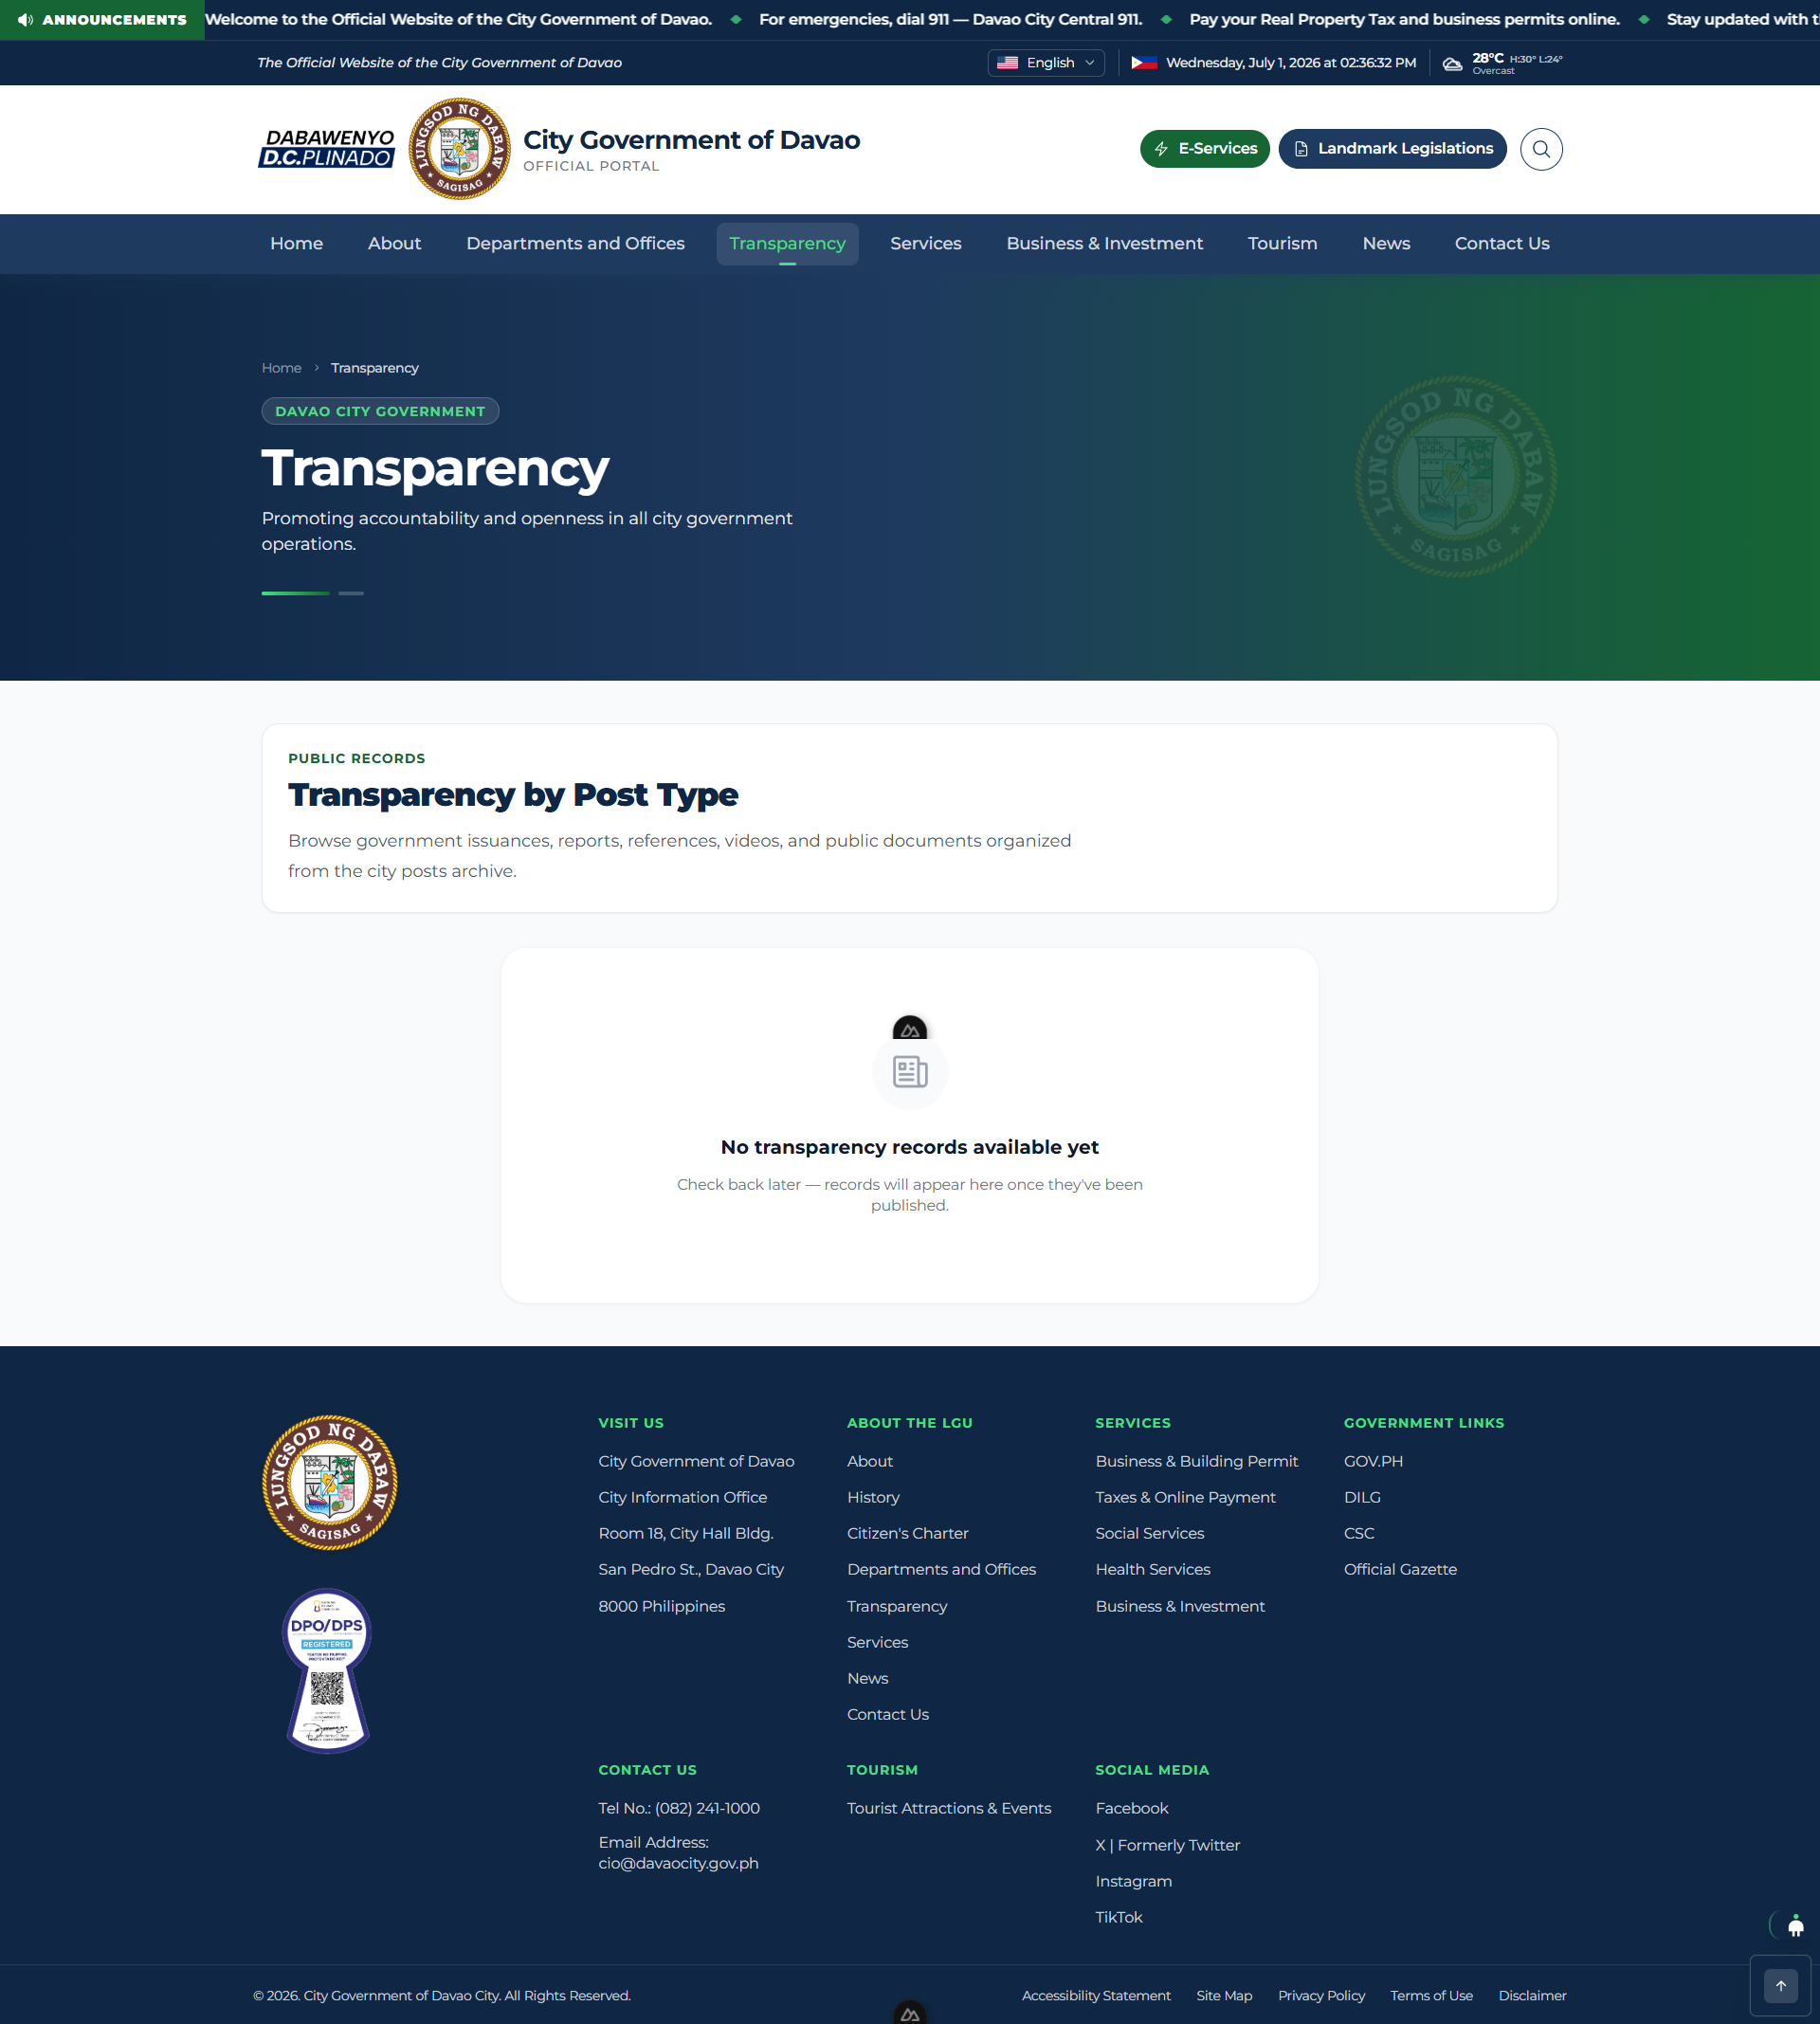 ANNOUNCEMENTS
Welcome to the Official Website of the City Government of Davao. ◆ For emergencies, dial 911 — Davao City Central 911. ◆ Pay your Real Property Tax and business permits online. ◆ Stay updated with
The Official Website of the City Government of Davao
English
Wednesday, July 1, 2026 at 02:36:32 PM
28°C H:30° L:24°
Overcast
DABAWENYO
D.C.PLINADO
LUNGSOD NG DABAW
SAGISAG
City Government of Davao
OFFICIAL PORTAL
E-Services
Landmark Legislations
Home
About
Departments and Offices
Transparency
Services
Business & Investment
Tourism
News
Contact Us
Home > Transparency
DAVAO CITY GOVERNMENT
Transparency
Promoting accountability and openness in all city government
operations.
LUNGSOD NG DABAW
SAGISAG
PUBLIC RECORDS
Transparency by Post Type
Browse government issuances, reports, references, videos, and public documents organized
from the city posts archive.
No transparency records available yet
Check back later — records will appear here once they've been
published.
LUNGSOD NG DABAW
SAGISAG
DPO/DPS
REGISTERED
VISIT US
City Government of Davao
City Information Office
Room 18, City Hall Bldg.
San Pedro St., Davao City
8000 Philippines
ABOUT THE LGU
About
History
Citizen's Charter
Departments and Offices
Transparency
Services
News
Contact Us
SERVICES
Business & Building Permit
Taxes & Online Payment
Social Services
Health Services
Business & Investment
GOVERNMENT LINKS
GOV.PH
DILG
CSC
Official Gazette
CONTACT US
Tel No.: (082) 241-1000
Email Address:
cio@davaocity.gov.ph
TOURISM
Tourist Attractions & Events
SOCIAL MEDIA
Facebook
X | Formerly Twitter
Instagram
TikTok
© 2026. City Government of Davao City. All Rights Reserved.
Accessibility Statement
Site Map
Privacy Policy
Terms of Use
Disclaimer